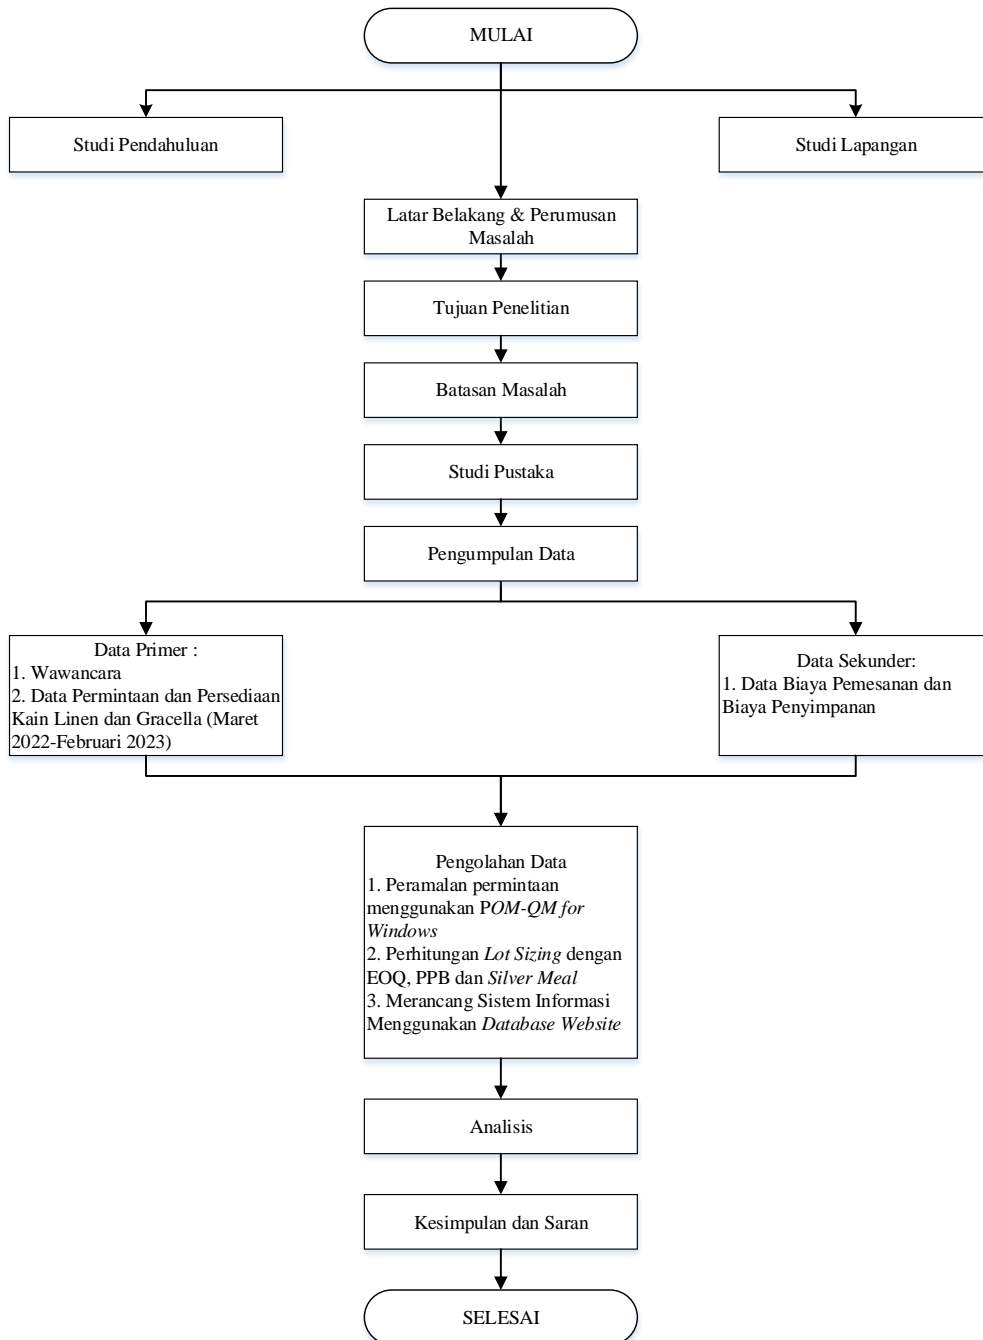 MULAI
Studi Pendahuluan
Studi Lapangan
Latar Belakang & Perumusan
Masalah
Tujuan Penelitian
Batasan Masalah
Studi Pustaka
Pengumpulan Data
Data Primer :
1. Wawancara
2. Data Permintaan dan Persediaan
Kain Linen dan Gracella (Maret
2022-Februari 2023)
Data Sekunder:
1. Data Biaya Pemesanan dan
Biaya Penyimpanan
Pengolahan Data
1. Peramalan permintaan
menggunakan POM-QM for
Windows
2. Perhitungan Lot Sizing dengan
EOQ, PPB dan Silver Meal
3. Merancang Sistem Informasi
Menggunakan Database Website
Analisis
Kesimpulan dan Saran
SELESAI